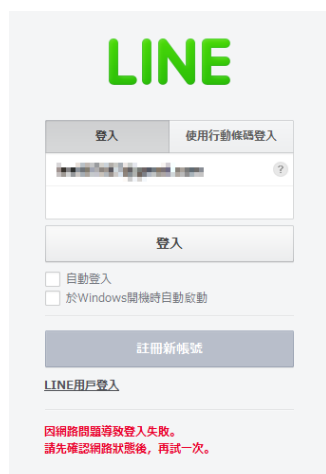 LINE
登入
使用行動條碼登入
?
登入
自動登入
於Windows開機時自動啟動
註冊新帳號
LINE用戶登入
因網路問題導致登入失敗。
請先確認網路狀態後，再試一次。